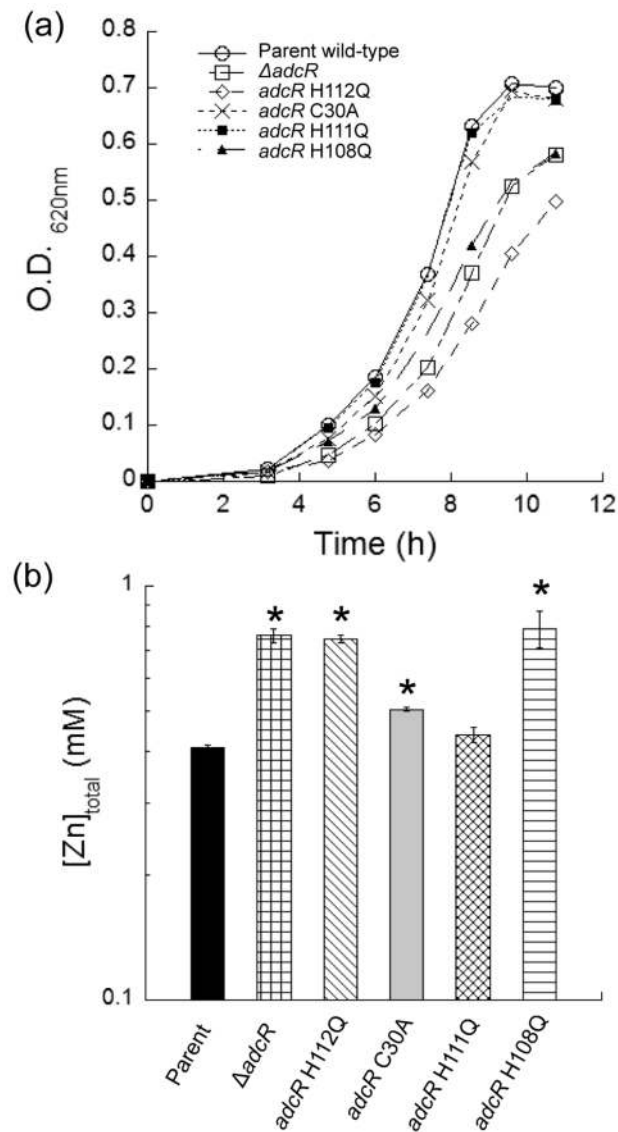 (a)
0.8
0.7
0.6
0.5
0.4
0.3
0.2
0.1
0
O.D. 620nm
Parent wild-type
ΔadcR
adcR H112Q
adcR C30A
adcR H111Q
adcR H108Q
0 2 4 6 8 10 12
Time (h)
(b)
1
0.1
[Zn]total (mM)
* * * *
Parent
ΔadcR
adcR H112Q
adcR C30A
adcR H111Q
adcR H108Q